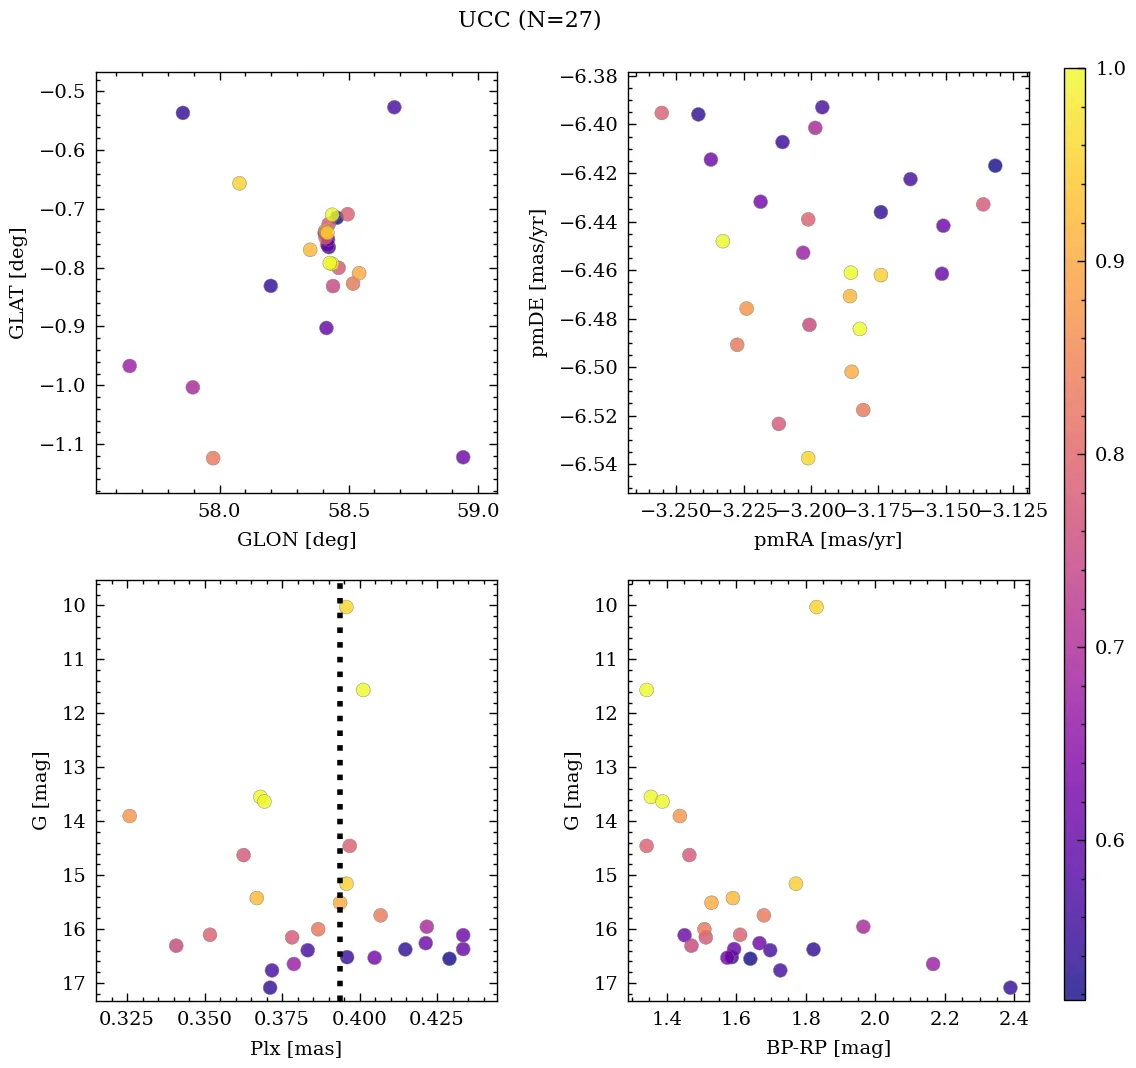 UCC (N=27)
−0.5
−0.6
−0.7
−0.8
−0.9
−1.0
−1.1
GLAT [deg]
58.0 58.5 59.0
GLON [deg]
−6.38
−6.40
−6.42
−6.44
−6.46
−6.48
−6.50
−6.52
−6.54
pmDE [mas/yr]
−3.250 −3.225 −3.200 −3.175 −3.150 −3.125
pmRA [mas/yr]
10
11
12
13
14
15
16
17
G [mag]
0.325 0.350 0.375 0.400 0.425
Plx [mas]
10
11
12
13
14
15
16
17
G [mag]
1.4 1.6 1.8 2.0 2.2 2.4
BP-RP [mag]
1.0
0.9
0.8
0.7
0.6